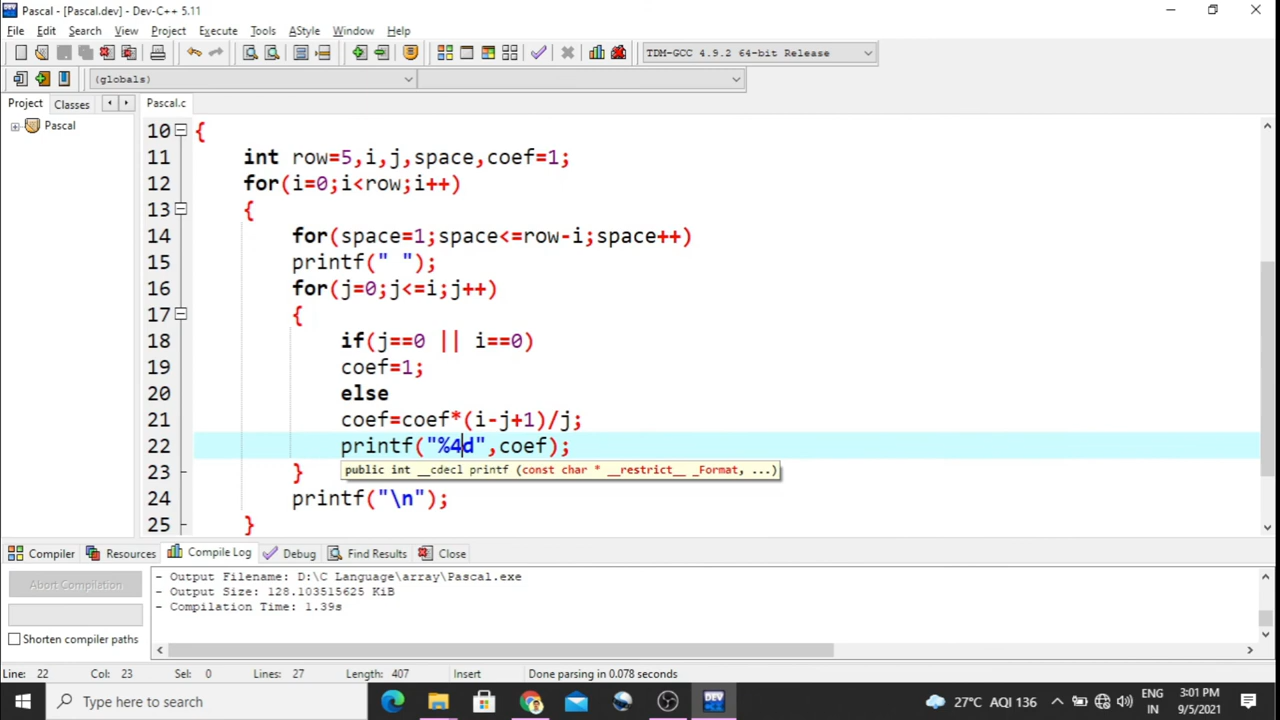 Pascal - [Pascal.dev] - Dev-C++ 5.11
File Edit Search View Project Execute Tools AStyle Window Help
TDM-GCC 4.9.2 64-bit Release
(globals)
Project Classes Pascal.c
Pascal
10 {
11 int row=5,i,j,space,coef=1;
12 for(i=0;i<row;i++)
13 {
14 for(space=1;space<=row-i;space++)
15 printf(" ");
16 for(j=0;j<=i;j++)
17 {
18 if(j==0 || i==0)
19 coef=1;
20 else
21 coef=coef*(i-j+1)/j;
22 printf("%4d",coef);
public int __cdecl printf (const char * __restrict__ _Format, ...)
23 }
24 printf("\n");
25 }
Compiler Resources Compile Log Debug Find Results Close
Abort Compilation
Shorten compiler paths
- Output Filename: D:\C Language\array\Pascal.exe
- Output Size: 128.103515625 KiB
- Compilation Time: 1.39s
Line: 22 Col: 23 Sel: 0 Lines: 27 Length: 407 Insert Done parsing in 0.078 seconds
Type here to search
DEV
27°C AQI 136
ENG
IN
3:01 PM
9/5/2021